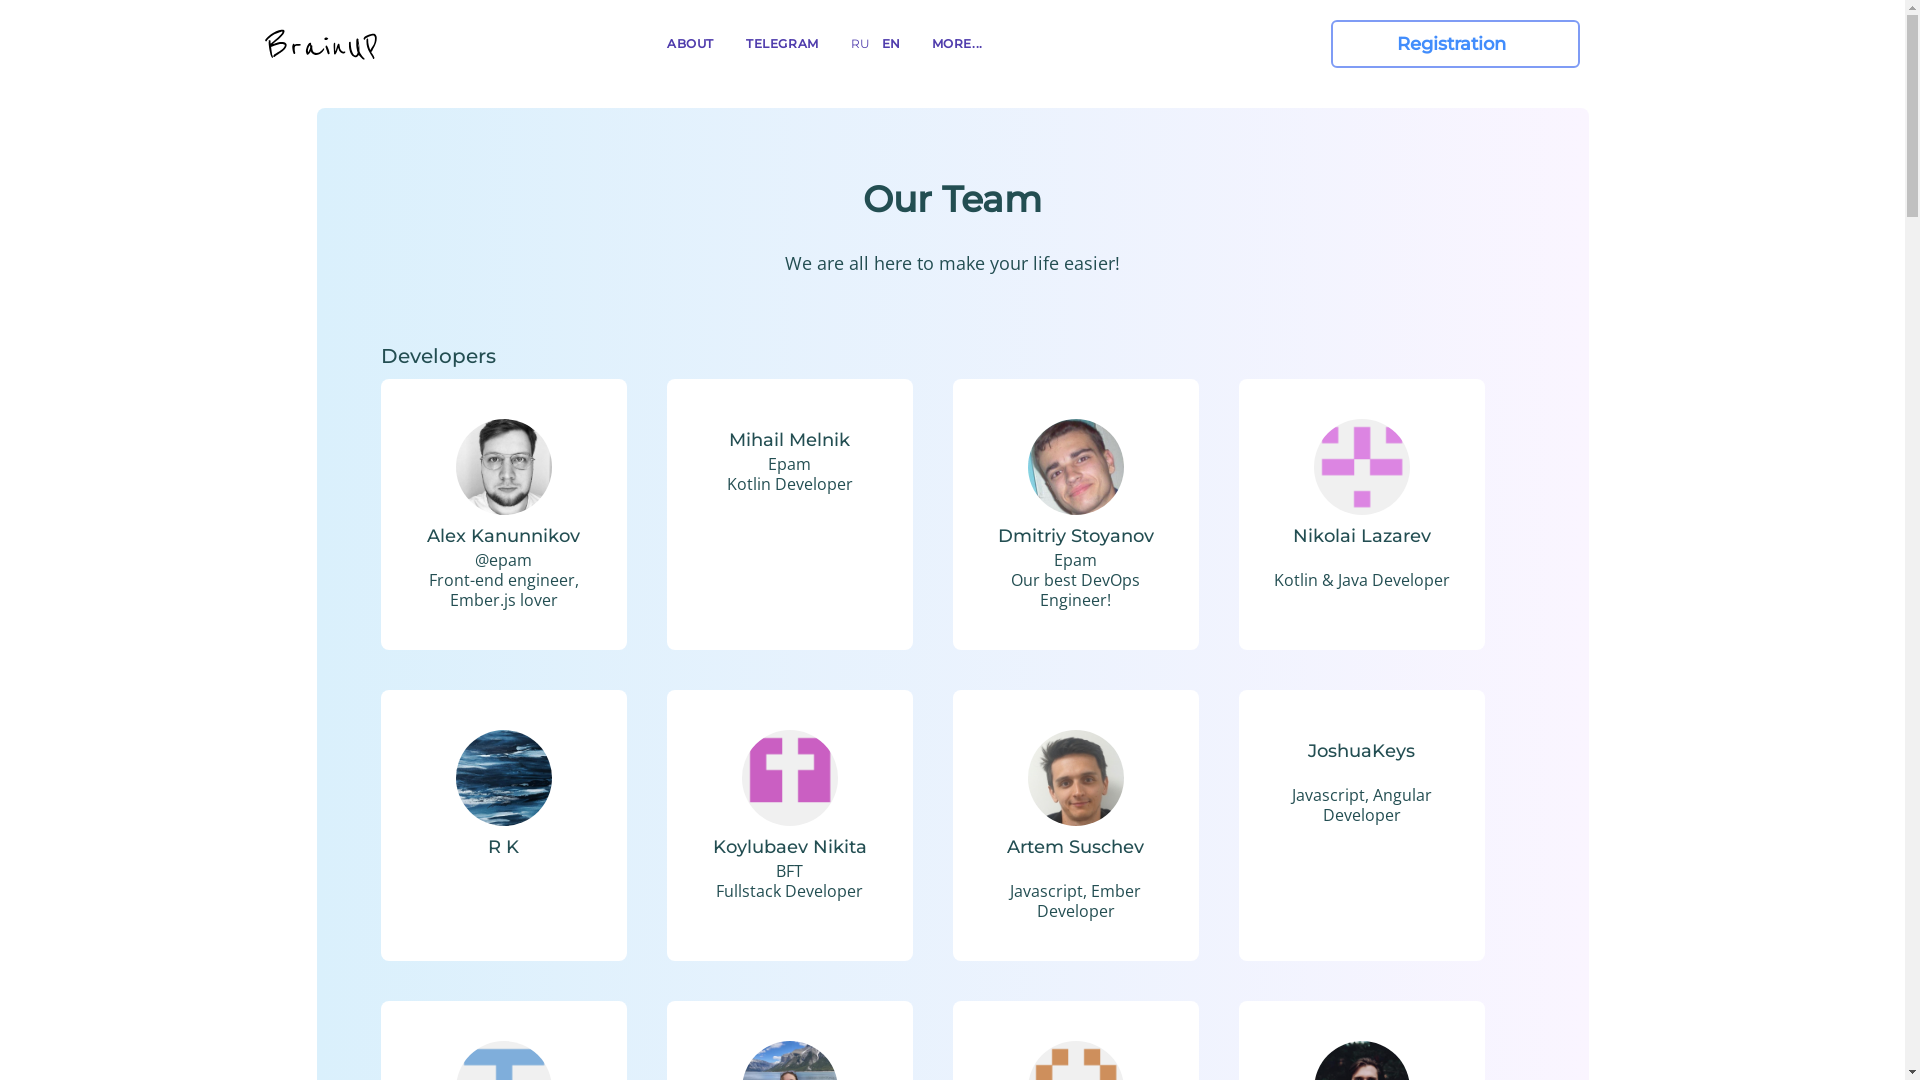 BrainUP
ABOUT
TELEGRAM
RU
EN
MORE...
Registration
Our Team
We are all here to make your life easier!
Developers
Alex Kanunnikov
@epam
Front-end engineer,
Ember.js lover
Mihail Melnik
Epam
Kotlin Developer
Dmitriy Stoyanov
Epam
Our best DevOps
Engineer!
Nikolai Lazarev
Kotlin & Java Developer
R K
Koylubaev Nikita
BFT
Fullstack Developer
Artem Suschev
Javascript, Ember
Developer
JoshuaKeys
Javascript, Angular
Developer